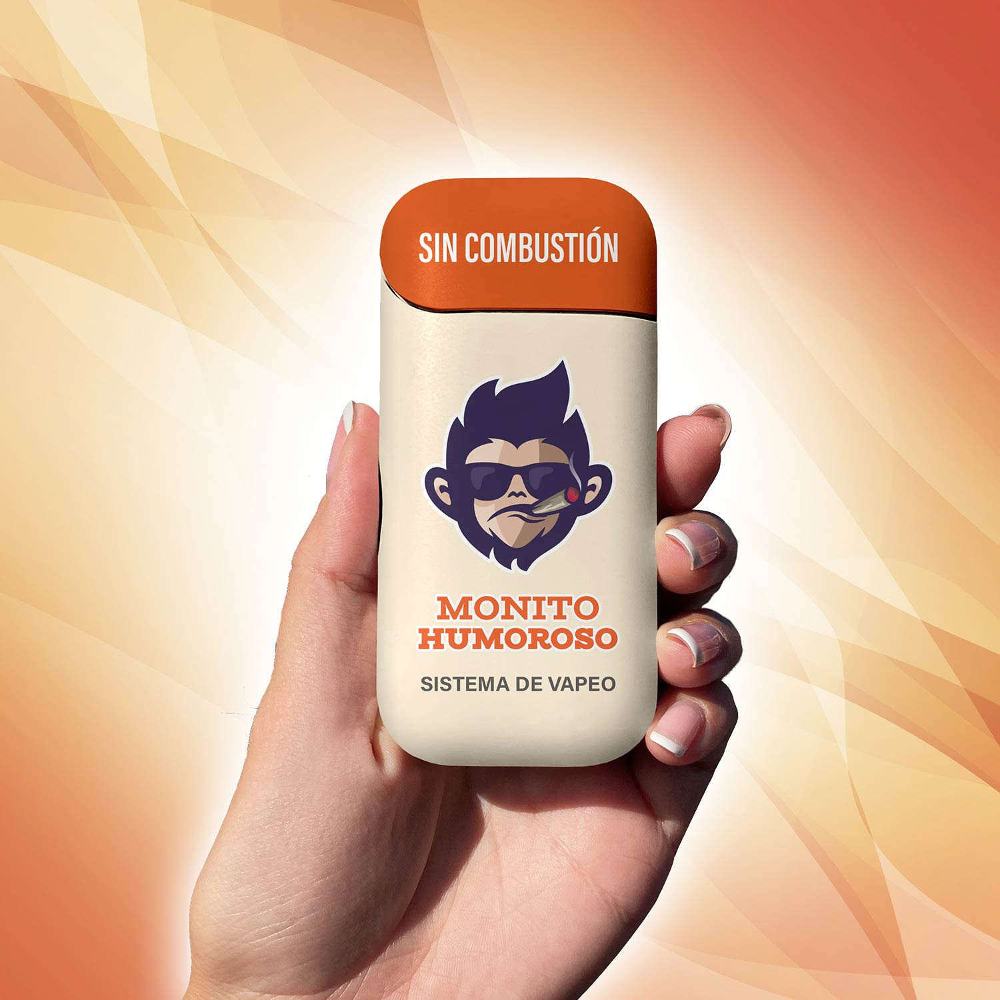 SIN COMBUSTIÓN
MONITO
HUMOROSO
SISTEMA DE VAPEO